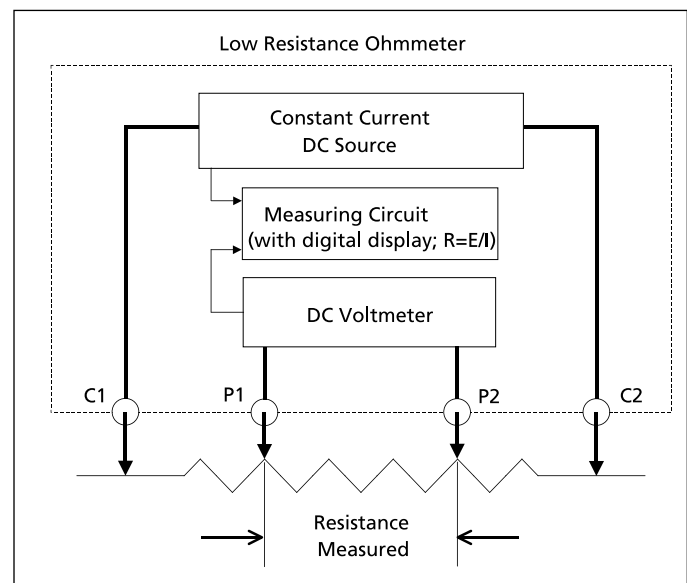 Low Resistance Ohmmeter
Constant Current
DC Source
Measuring Circuit
(with digital display; R=E/I)
DC Voltmeter
C1
P1
P2
C2
Resistance
Measured